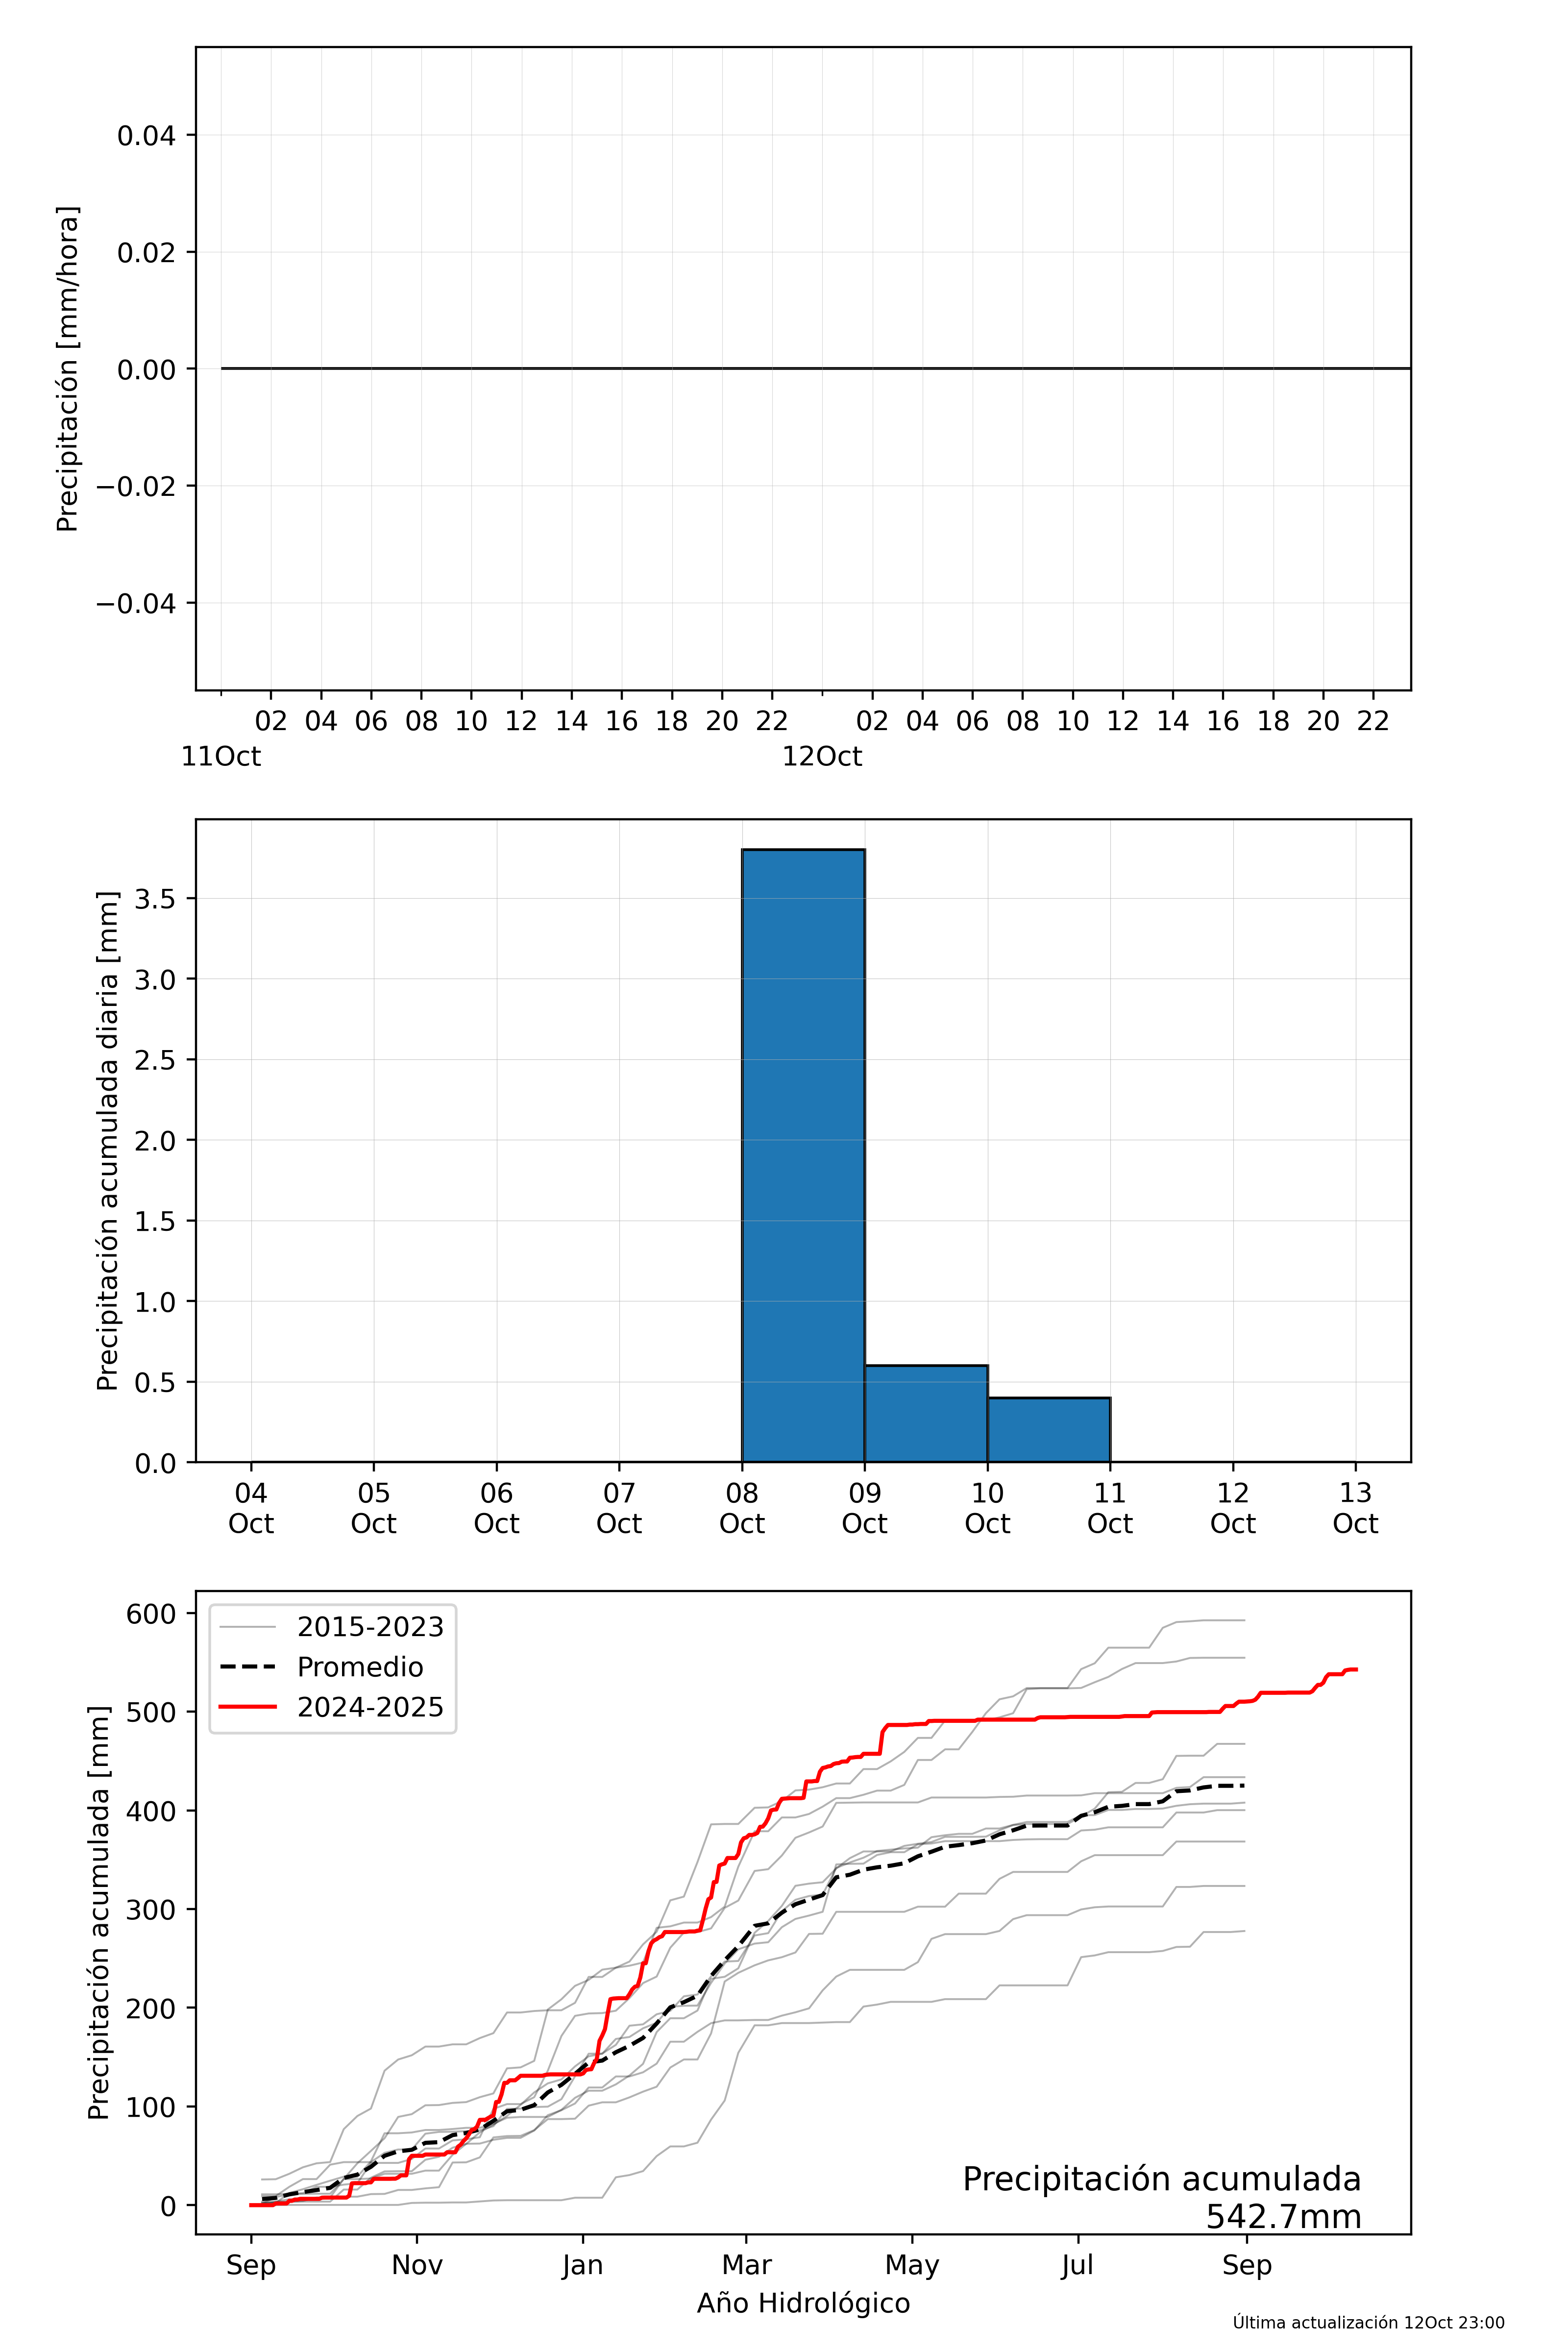 Precipitación [mm/hora]
0.04
0.02
0.00
−0.02
−0.04
02 04 06 08 10 12 14 16 18 20 22 02 04 06 08 10 12 14 16 18 20 22
11Oct 12Oct
Precipitación acumulada diaria [mm]
3.5
3.0
2.5
2.0
1.5
1.0
0.5
0.0
04 05 06 07 08 09 10 11 12 13
Oct Oct Oct Oct Oct Oct Oct Oct Oct Oct
Precipitación acumulada [mm]
600
500
400
300
200
100
0
2015-2023
Promedio
2024-2025
Precipitación acumulada
542.7mm
Sep Nov Jan Mar May Jul Sep
Año Hidrológico
Última actualización 12Oct 23:00